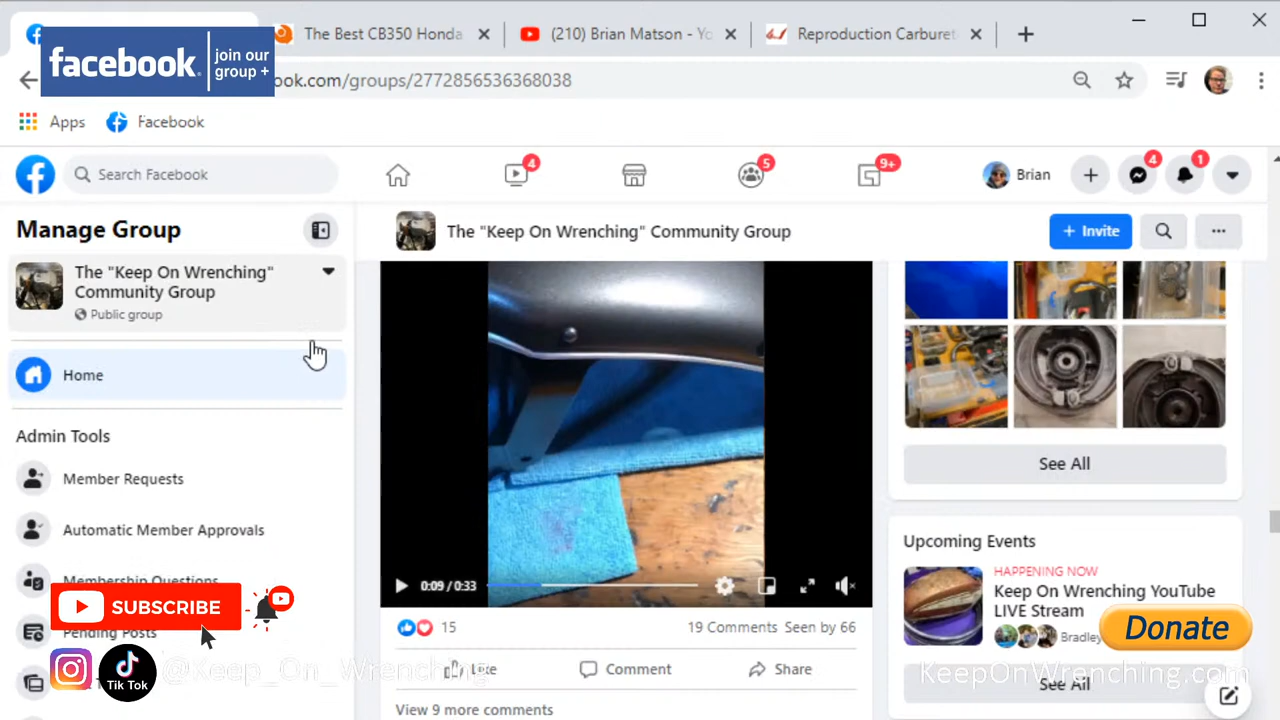 The Best CB350 Honda
(210) Brian Matson - Yo
Reproduction Carburet
facebook
join our
group +
ook.com/groups/2772856536368038
Apps
Facebook
Search Facebook
4
5
9+
Brian
4
1
Manage Group
The "Keep On Wrenching"
Community Group
Public group
The "Keep On Wrenching" Community Group
+ Invite
Home
Admin Tools
Member Requests
Automatic Member Approvals
Membership Questions
Pending Posts
SUBSCRIBE
Tik Tok
@Keep_On_Wrenching
0:09 / 0:33
15
19 Comments Seen by 66
Like
Comment
Share
View 9 more comments
See All
Upcoming Events
HAPPENING NOW
Keep On Wrenching YouTube
LIVE Stream
Bradley
Donate
KeepOnWrenching.com
See All